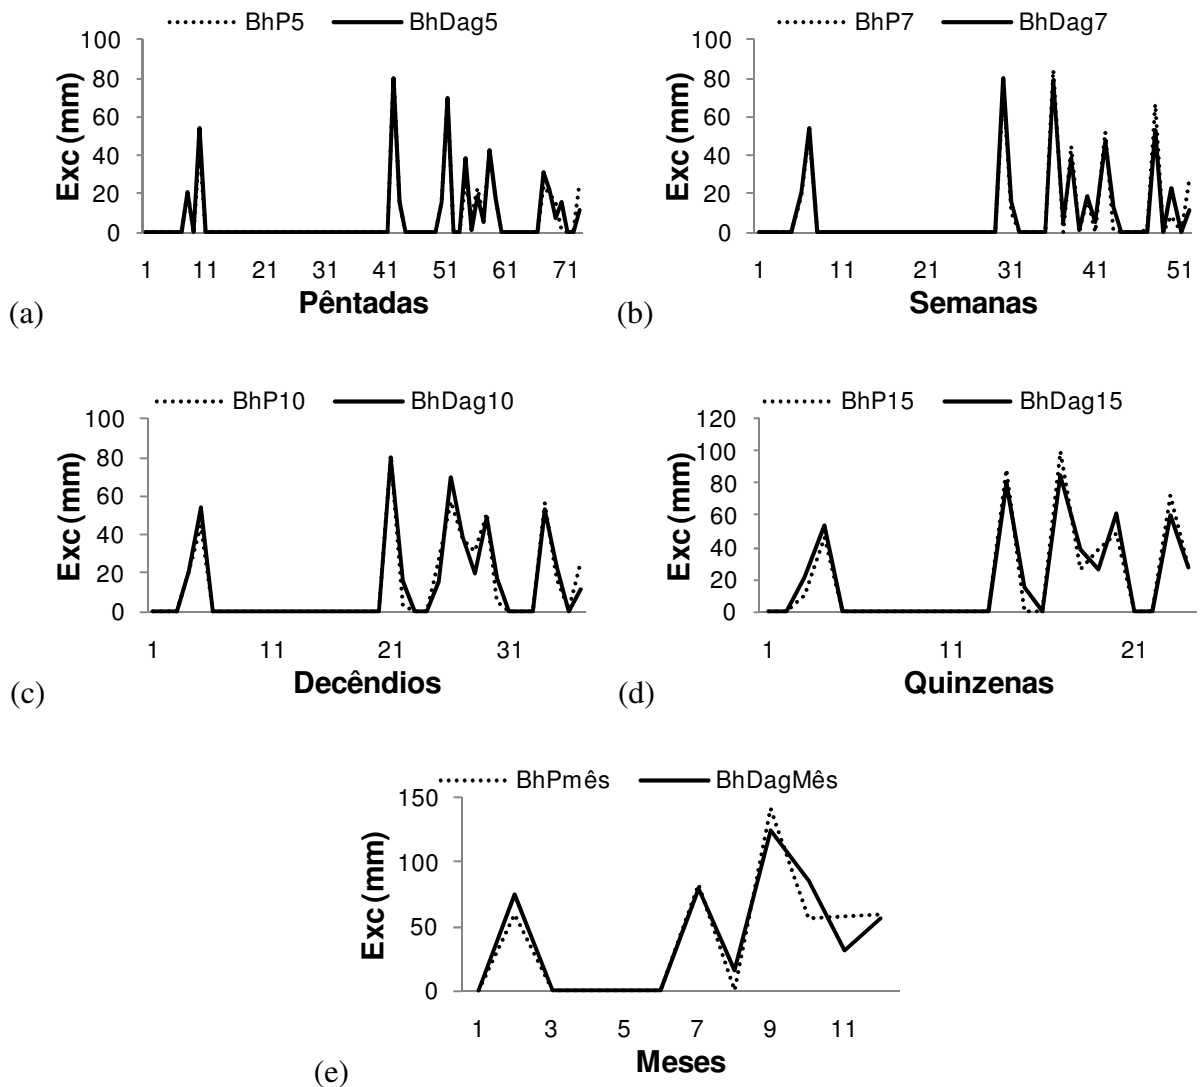 BhP5 BhDag5
100
80
60
40
20
0
Exc (mm)
1 11 21 31 41 51 61 71
Pêntadas
(a)
BhP7 BhDag7
100
80
60
40
20
0
Exc (mm)
1 11 21 31 41 51
Semanas
(b)
BhP10 BhDag10
100
80
60
40
20
0
Exc (mm)
1 11 21 31
Decêndios
(c)
BhP15 BhDag15
120
100
80
60
40
20
0
Exc (mm)
1 11 21
Quinzenas
(d)
BhPmês BhDagMês
150
100
50
0
Exc (mm)
1 3 5 7 9 11
Meses
(e)